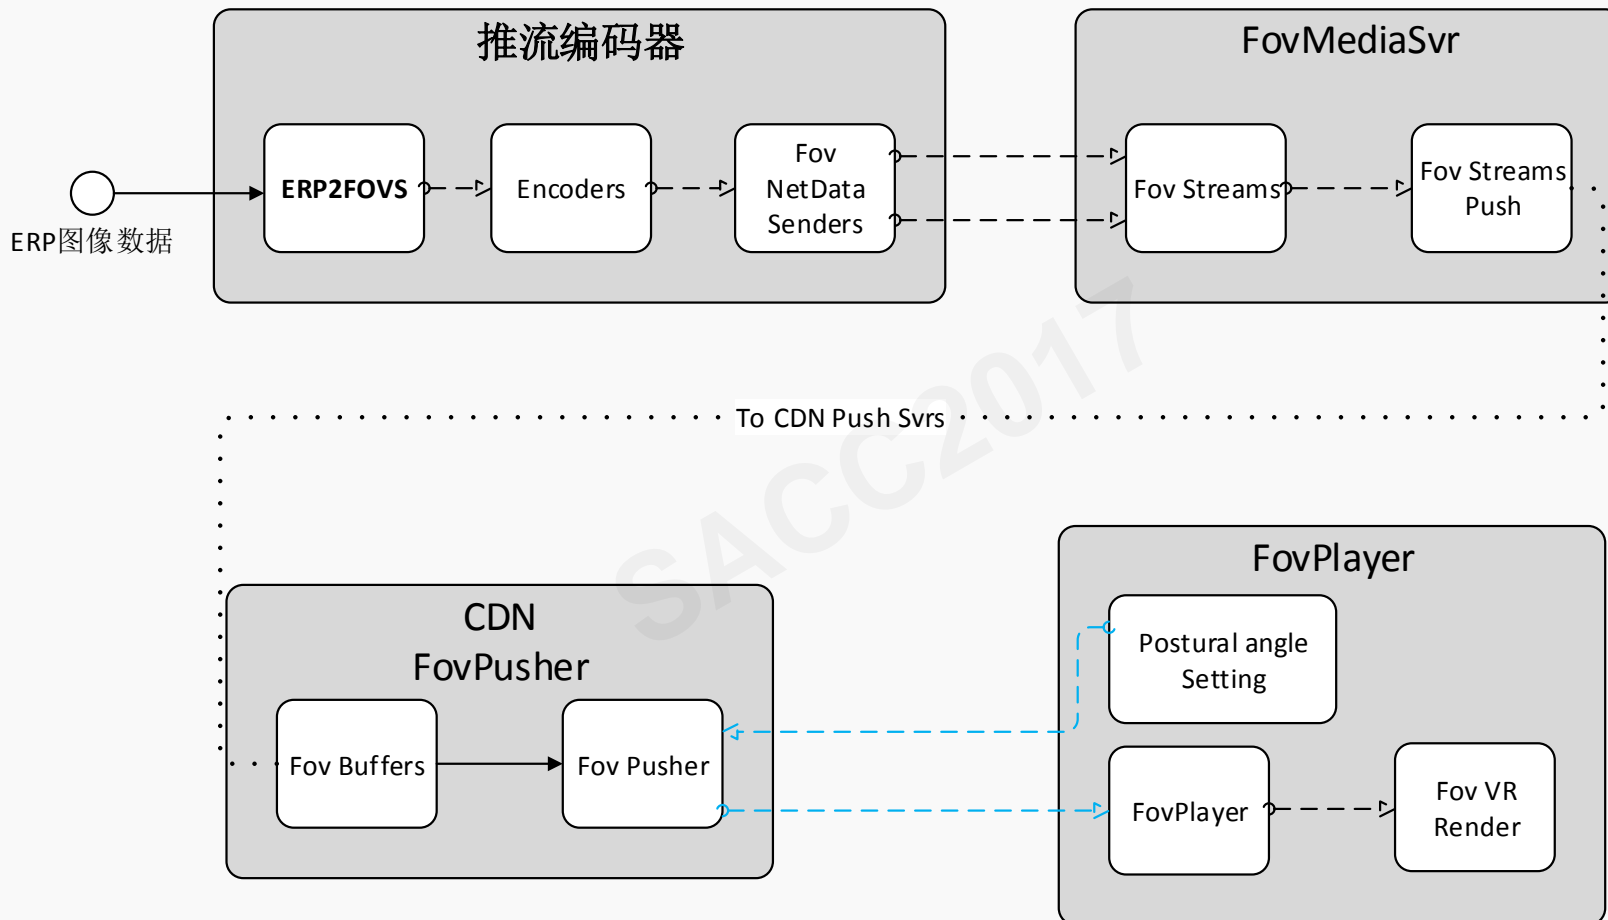 推流编码器
FovMediaSvr
ERP2FOVS
Encoders
Fov
NetData
Senders
Fov Streams
Fov Streams
Push
ERP图像数据
To CDN Push Svrs
SACC2017
CDN
FovPusher
Fov Buffers
Fov Pusher
FovPlayer
Postural angle
Setting
FovPlayer
Fov VR
Render